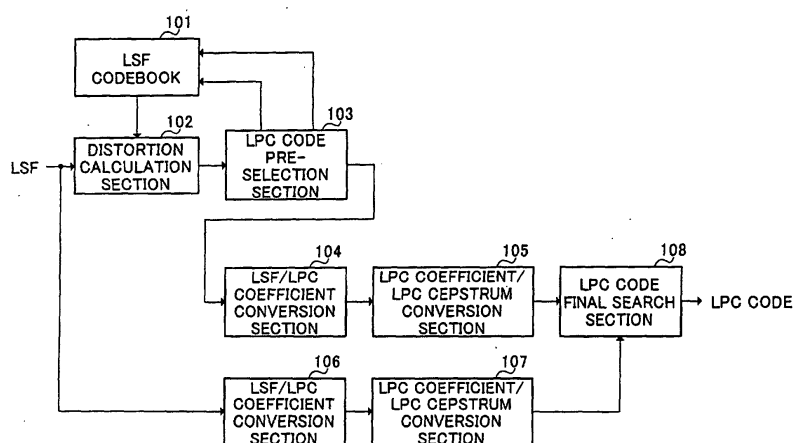 101
LSF
CODEBOOK
102
DISTORTION
CALCULATION
SECTION
103
LPC CODE
PRE-
SELECTION
SECTION
LSF
104
LSF/LPC
COEFFICIENT
CONVERSION
SECTION
105
LPC COEFFICIENT/
LPC CEPSTRUM
CONVERSION
SECTION
108
LPC CODE
FINAL SEARCH
SECTION
LPC CODE
106
LSF/LPC
COEFFICIENT
CONVERSION
SECTION
107
LPC COEFFICIENT/
LPC CEPSTRUM
CONVERSION
SECTION